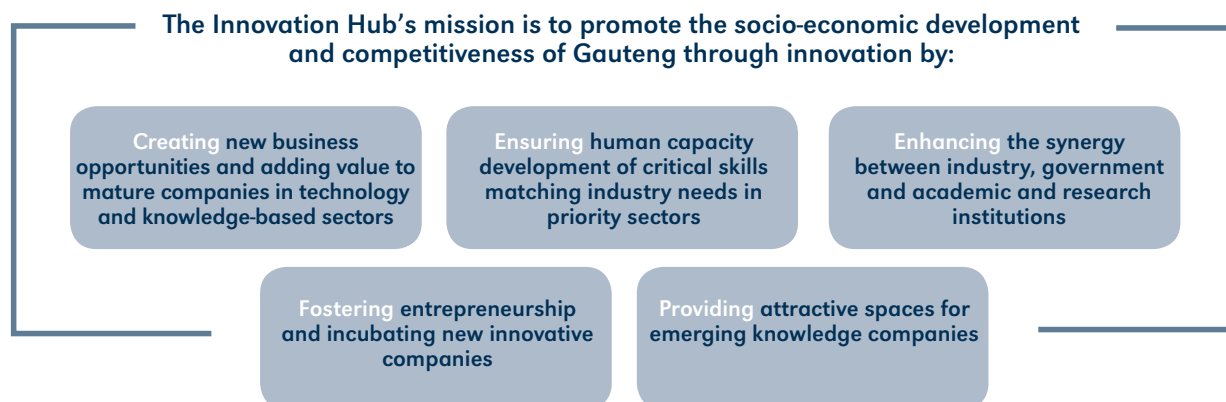 The Innovation Hub’s mission is to promote the socio-economic development
and competitiveness of Gauteng through innovation by:
Creating new business
opportunities and adding value to
mature companies in technology
and knowledge-based sectors
Ensuring human capacity
development of critical skills
matching industry needs in
priority sectors
Enhancing the synergy
between industry, government
and academic and research
institutions
Fostering entrepreneurship
and incubating new innovative
companies
Providing attractive spaces for
emerging knowledge companies